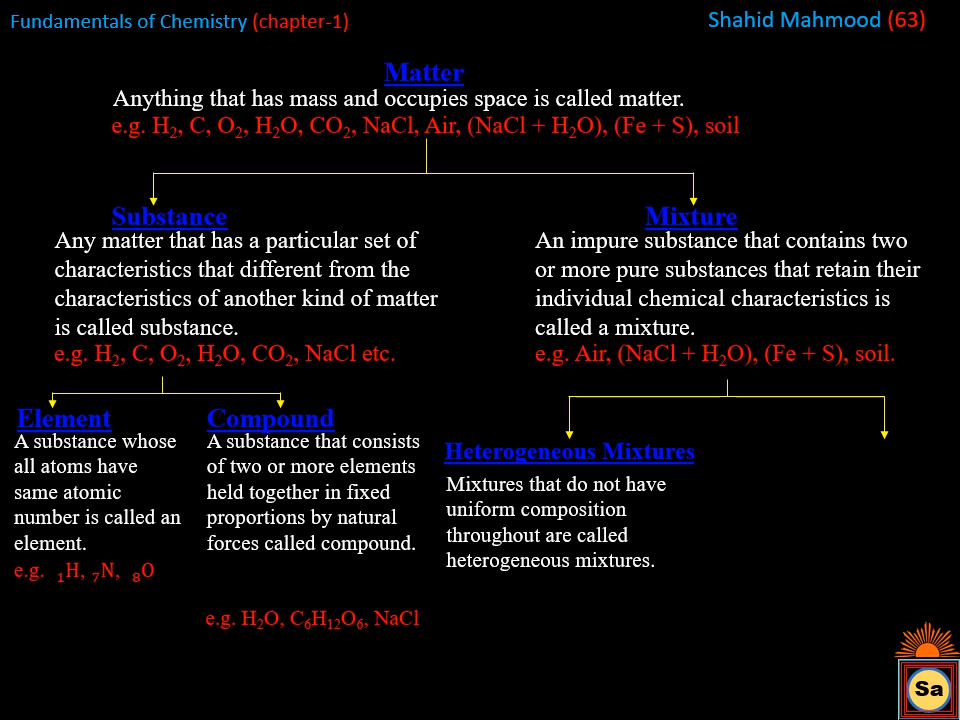 Fundamentals of Chemistry (chapter-1)
Shahid Mahmood (63)
Matter
Anything that has mass and occupies space is called matter.
e.g. H₂, C, O₂, H₂O, CO₂, NaCl, Air, (NaCl + H₂O), (Fe + S), soil
Substance
Any matter that has a particular set of
characteristics that different from the
characteristics of another kind of matter
is called substance.
e.g. H₂, C, O₂, H₂O, CO₂, NaCl etc.
Mixture
An impure substance that contains two
or more pure substances that retain their
individual chemical characteristics is
called a mixture.
e.g. Air, (NaCl + H₂O), (Fe + S), soil.
Element
A substance whose
all atoms have
same atomic
number is called an
element.
e.g. ₁H, ₇N, ₈O
Compound
A substance that consists
of two or more elements
held together in fixed
proportions by natural
forces called compound.
e.g. H₂O, C₆H₁₂O₆, NaCl
Heterogeneous Mixtures
Mixtures that do not have
uniform composition
throughout are called
heterogeneous mixtures.
Sa